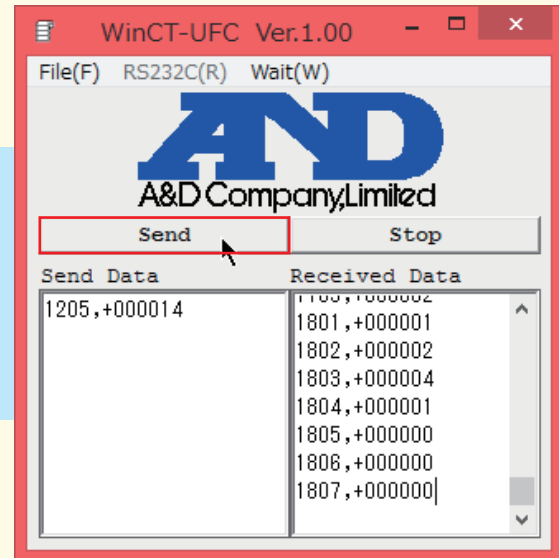 WinCT-UFC Ver.1.00
File(F) RS232C(R) Wait(W)
AND
A&D Company,Limited
Send Stop
Send Data Received Data
1205,+000014
1801,+000001
1802,+000002
1803,+000004
1804,+000001
1805,+000000
1806,+000000
1807,+000000